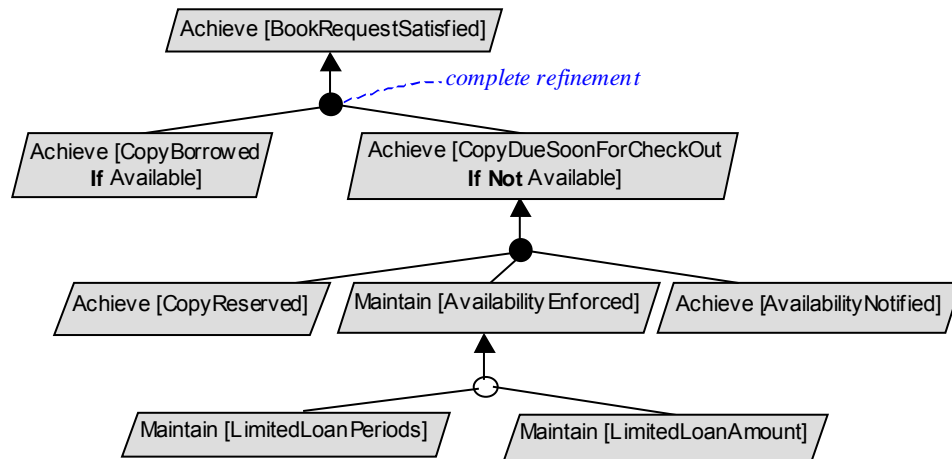 Achieve [BookRequestSatisfied]
complete refinement
Achieve [CopyBorrowed
If Available]
Achieve [CopyDueSoonForCheckOut
If Not Available]
Achieve [CopyReserved]
Maintain [AvailabilityEnforced]
Achieve [AvailabilityNotified]
Maintain [LimitedLoanPeriods]
Maintain [LimitedLoanAmount]